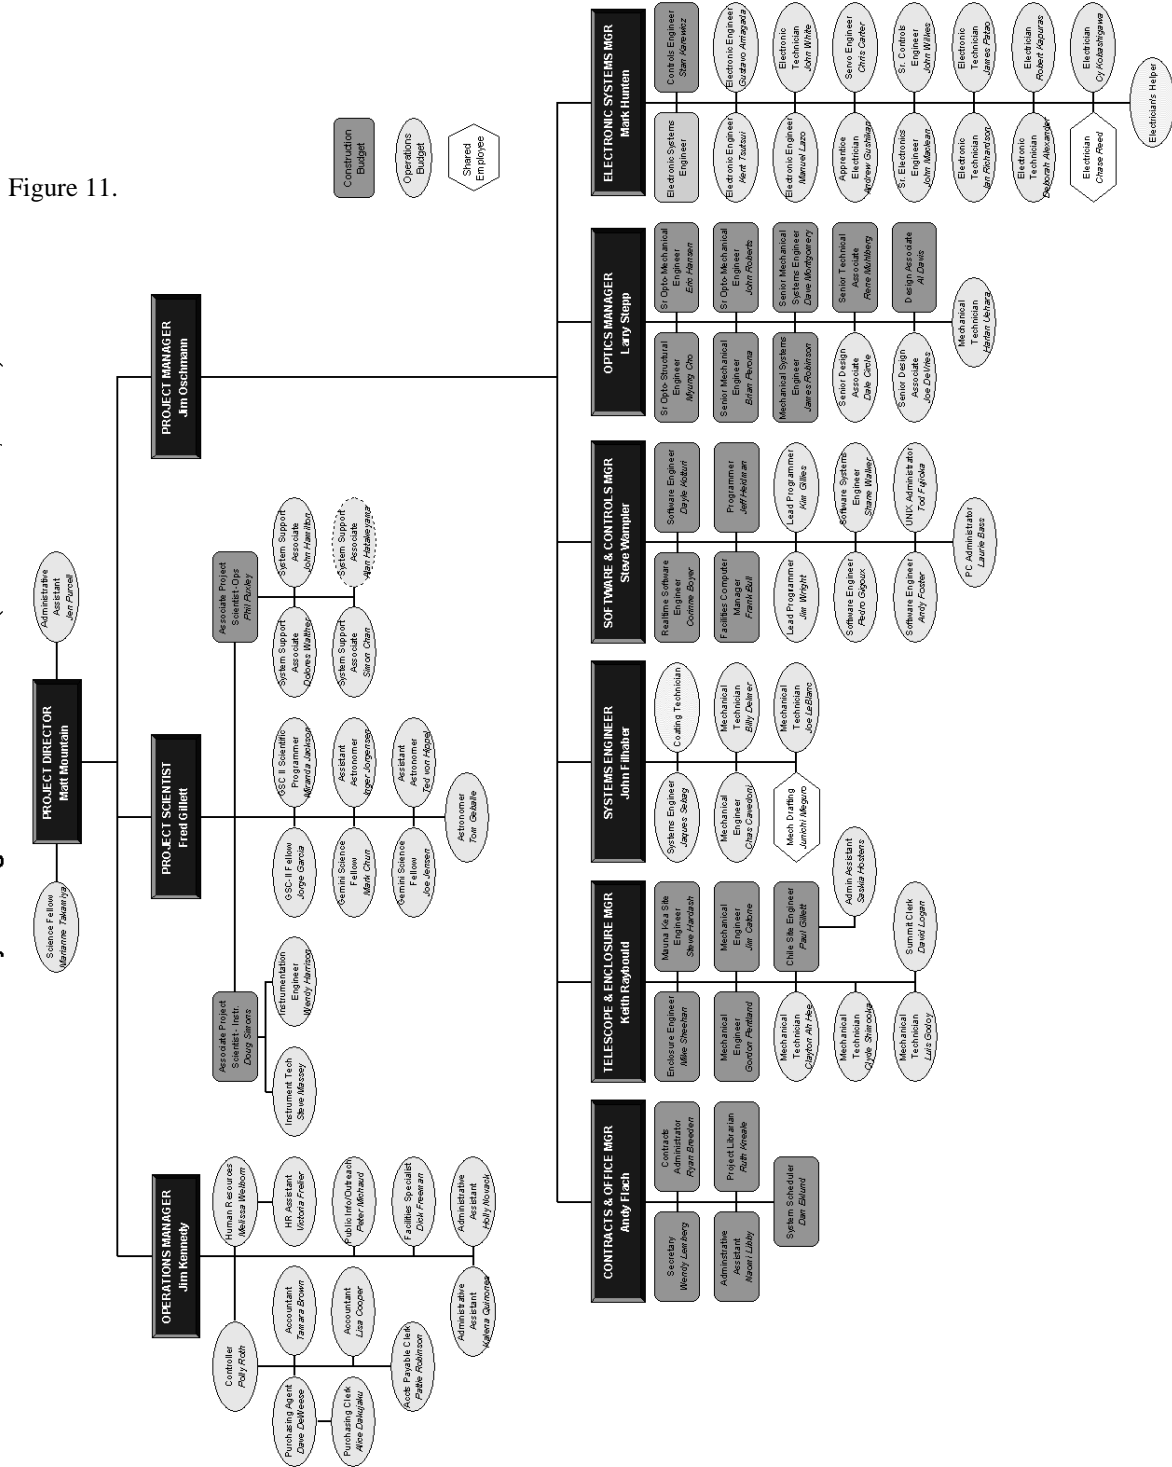 Figure 11.
PROJECT DIRECTOR
Matt Mountain
Science Fellow
Marianne Takamiya
Administrative
Assistant
Jen Purcell
OPERATIONS MANAGER
Jim Kennedy
PROJECT SCIENTIST
Fred Gillett
PROJECT MANAGER
Jim Oschmann
Construction
Budget
Operations
Budget
Shared
Employee
Controller
Polly Roth
Human Resources
Melissa Welborn
Purchasing Agent
Dave DeWeese
Accountant
Tamara Brown
HR Assistant
Victoria Freller
Purchasing Clerk
Alice Dakujaku
Accountant
Lisa Cooper
Public Info/Outreach
Peter Michaud
Accts Payable Clerk
Pattie Robinson
Facilities Specialist
Dick Freeman
Administrative
Assistant
Kalena Quinones
Administrative
Assistant
Holly Novack
Associate Project
Scientist - Instr.
Doug Simons
Instrument Tech
Steve Massey
Instrumentation
Engineer
Wendy Harrison
GSC-II Fellow
Jorge Garcia
GSC II Scientific
Programmer
Miranda Jackson
Gemini Science
Fellow
Mark Chun
Assistant
Astronomer
Inger Jorgensen
Gemini Science
Fellow
Joe Jensen
Assistant
Astronomer
Ted von Hippel
Astronomer
Tom Geballe
Associate Project
Scientist-Ops
Phil Puxley
System Support
Associate
Dolores Walther
System Support
Associate
John Hamilton
System Support
Associate
Simon Chan
System Support
Associate
Alan Hatakeyama
CONTRACTS & OFFICE MGR
Andy Flach
Secretary
Wendy Lemberg
Contracts
Administrator
Ryan Breeden
Adminstrative
Assistant
Naomi Libby
Project Librarian
Ruth Kneale
System Scheduler
Dan Eklund
TELESCOPE & ENCLOSURE MGR
Keith Raybould
Enclosure Engineer
Mike Sheehan
Mauna Kea Site
Engineer
Steve Hardash
Mechanical
Engineer
Gordon Pentland
Mechanical
Engineer
Jim Catone
Mechanical
Technician
Clayton Ah Hee
Chile Site Engineer
Paul Gillett
Admin Assistant
Saskia Hostens
Mechanical
Technician
Clyde Shimooka
Mechanical
Technician
Luis Godoy
Summit Clerk
David Logan
SYSTEMS ENGINEER
John Filhaber
Systems Engineer
Jaques Sebag
Coating Technician
Mechanical
Engineer
Chas Cavedoni
Mechanical
Technician
Billy Delmer
Mech Drafting
Junichi Meguro
Mechanical
Technician
Joe LeBlanc
SOFTWARE & CONTROLS MGR
Steve Wampler
Realtime Software
Engineer
Corinne Boyer
Software Engineer
Dayle Kotturi
Facilities Computer
Manager
Frank Bull
Programmer
Jeff Heidman
Lead Programmer
Jim Wright
Lead Programmer
Kim Gillies
Software Engineer
Pedro Gigoux
Software Systems
Engineer
Shane Walker
Software Engineer
Andy Foster
UNIX Administrator
Tod Fujioka
PC Administrator
Laurie Bass
OPTICS MANAGER
Larry Stepp
Sr Opto-Structural
Engineer
Myung Cho
Sr Opto-Mechanical
Engineer
Eric Hansen
Senior Mechanical
Engineer
Brian Perona
Sr Opto-Mechanical
Engineer
John Roberts
Mechanical Systems
Engineer
James Robinson
Senior Mechanical
Systems Engineer
Dave Montgomery
Senior Design
Associate
Dale Circle
Senior Technical
Associate
Rene Muhlberg
Senior Design
Associate
Joe DeVries
Design Associate
Al Davis
Mechanical
Technician
Harlan Uehara
ELECTRONIC SYSTEMS MGR
Mark Hunten
Electronic Systems
Engineer
Controls Engineer
Stan Karewicz
Electronic Engineer
Kent Tsutsui
Electronic Engineer
Gustavo Arriagada
Electronic Engineer
Manuel Lazo
Electronic
Technician
John White
Apprentice
Electrician
Andrew Gushiken
Servo Engineer
Chris Carter
Sr. Electronics
Engineer
John Maclean
Sr. Controls
Engineer
John Wilkes
Electronic
Technician
Ian Richardson
Electronic
Technician
James Patao
Electronic
Technician
Deborah Alexander
Electrician
Robert Kapuras
Electrician
Chase Reed
Electrician
Cy Kobashigawa
Electrician's Helper